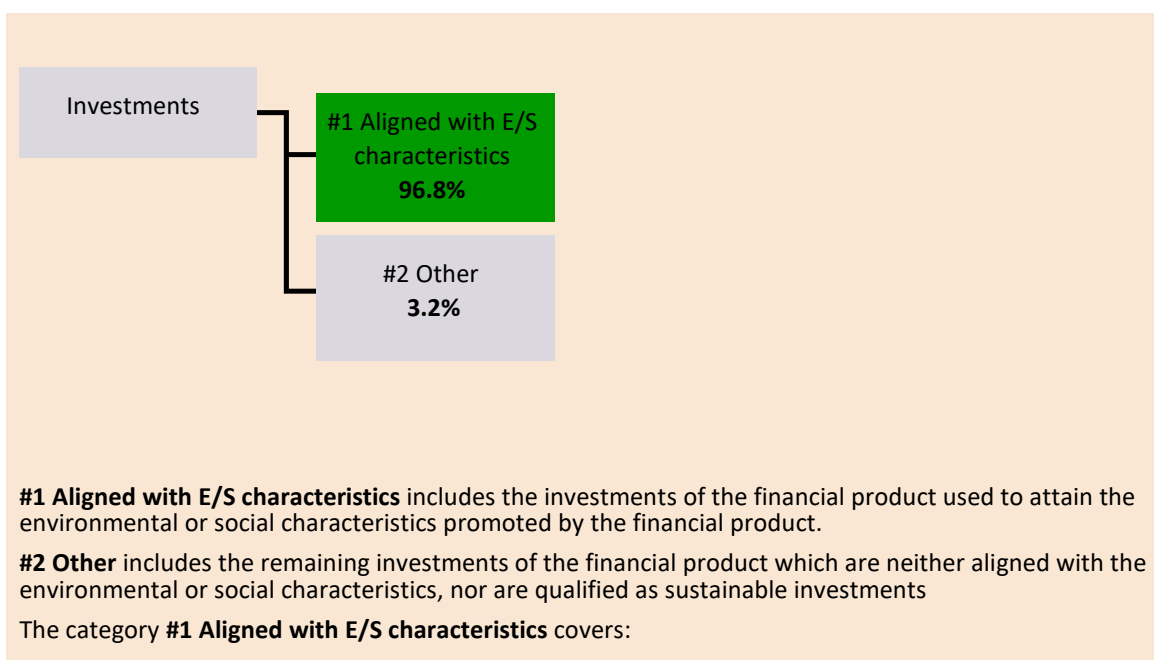 Investments
#1 Aligned with E/S
characteristics
96.8%
#2 Other
3.2%
#1 Aligned with E/S characteristics includes the investments of the financial product used to attain the
environmental or social characteristics promoted by the financial product.
#2 Other includes the remaining investments of the financial product which are neither aligned with the
environmental or social characteristics, nor are qualified as sustainable investments
The category #1 Aligned with E/S characteristics covers: